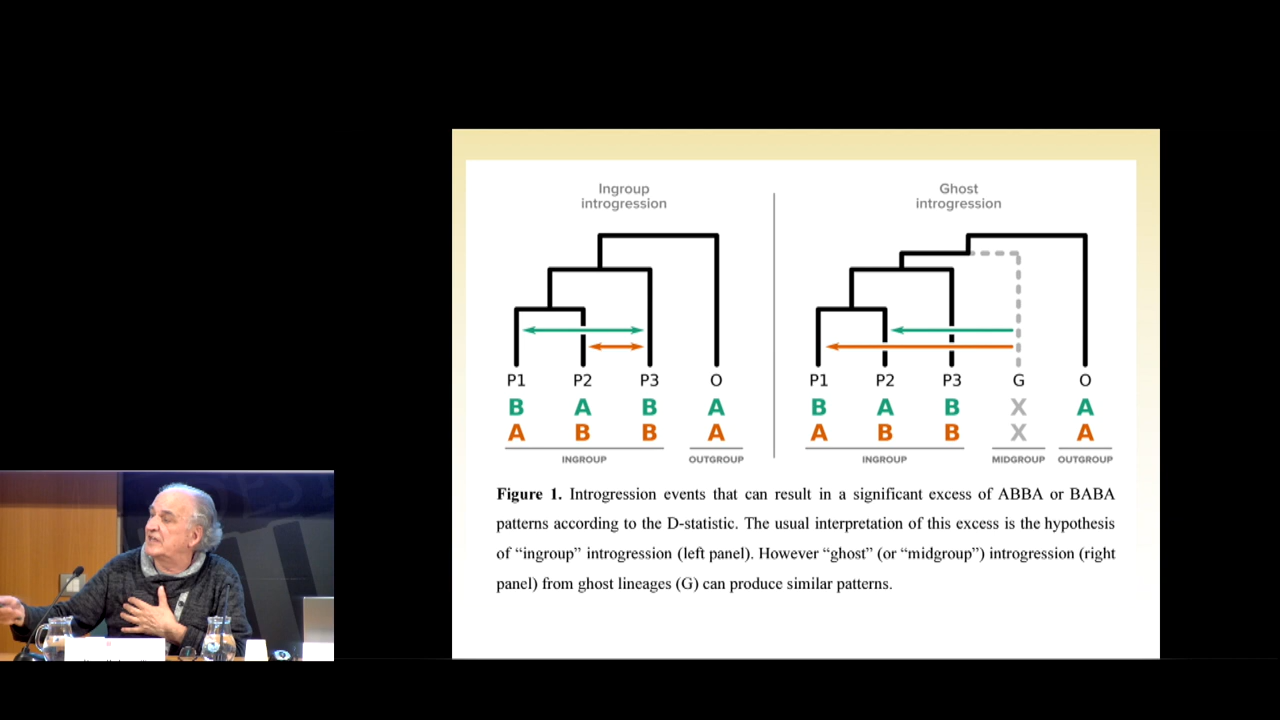 Ingroup
introgression
P1 P2 P3 O
B A B A
A B B A
INGROUP OUTGROUP
Ghost
introgression
P1 P2 P3 G O
B A B X A
A B B X A
INGROUP MIDGROUP OUTGROUP
Figure 1. Introgression events that can result in a significant excess of ABBA or BABA
patterns according to the D-statistic. The usual interpretation of this excess is the hypothesis
of “ingroup” introgression (left panel). However “ghost” (or “midgroup”) introgression (right
panel) from ghost lineages (G) can produce similar patterns.